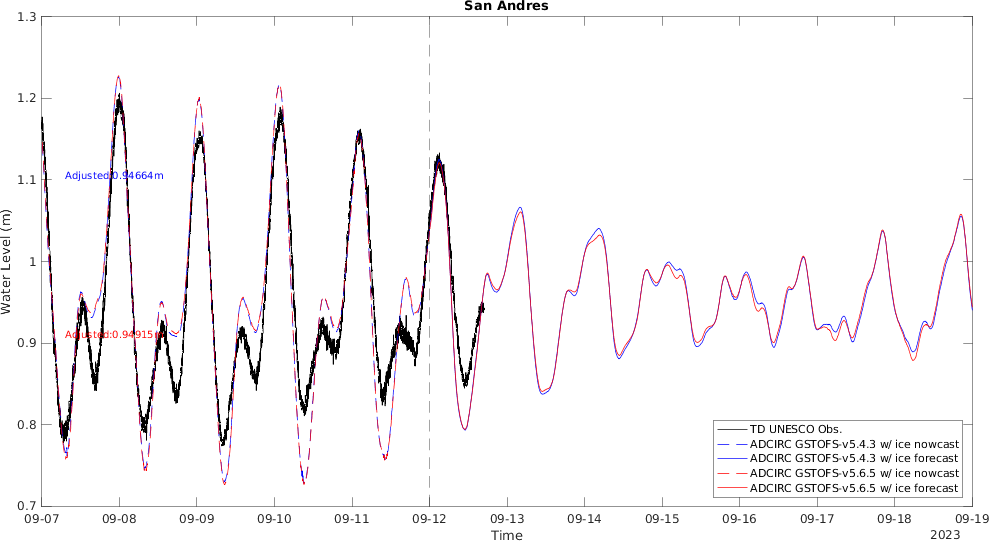 San Andres
1.3
1.2
1.1
1
0.9
0.8
0.7
Water Level (m)
Adjusted:0.94664m
Adjusted:0.94915m
TD UNESCO Obs.
ADCIRC GSTOFS-v5.4.3 w/ ice nowcast
ADCIRC GSTOFS-v5.4.3 w/ ice forecast
ADCIRC GSTOFS-v5.6.5 w/ ice nowcast
ADCIRC GSTOFS-v5.6.5 w/ ice forecast
09-07 09-08 09-09 09-10 09-11 09-12 09-13 09-14 09-15 09-16 09-17 09-18 09-19
Time
2023